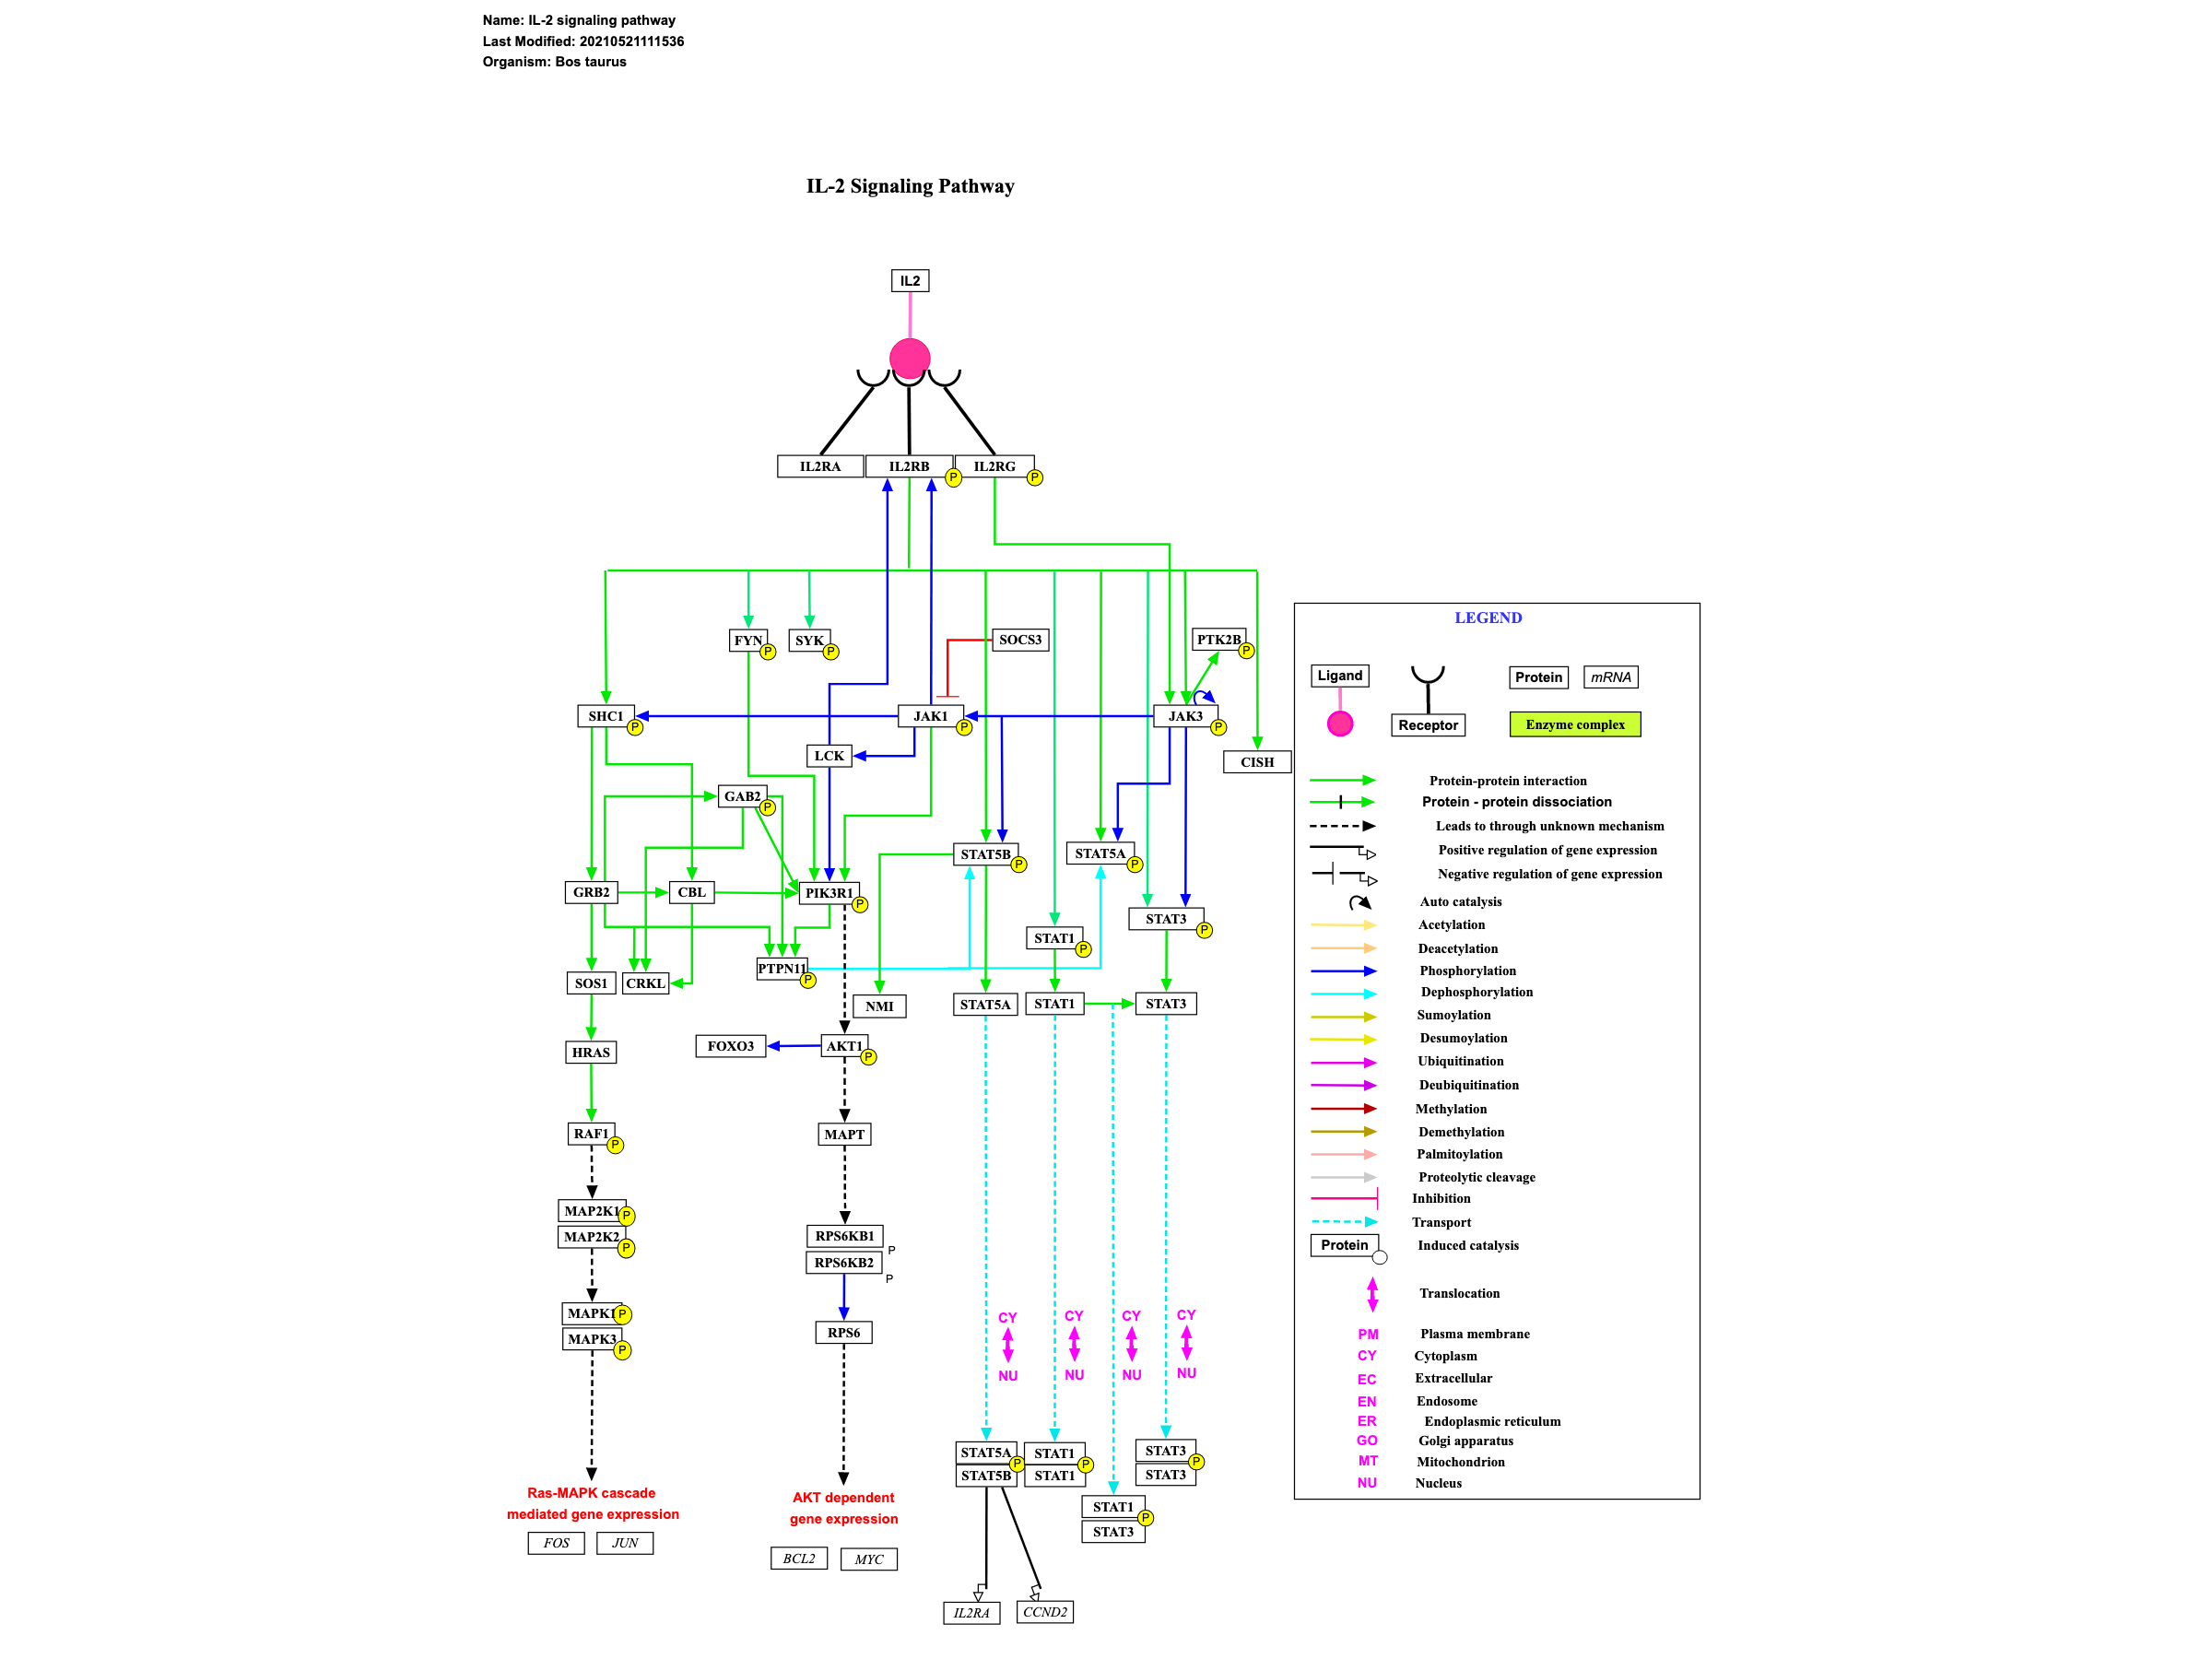 Name: IL-2 signaling pathway
Last Modified: 20210521111536
Organism: Bos taurus
IL-2 Signaling Pathway
IL2
IL2RA
IL2RB
P
IL2RG
P
FYN
P
SYK
P
SOCS3
PTK2B
P
SHC1
P
JAK1
P
JAK3
P
LCK
CISH
GAB2
P
STAT5B
P
STAT5A
P
GRB2
CBL
PIK3R1
P
STAT3
P
STAT1
P
PTPN11
P
SOS1
CRKL
NMI
STAT5A
STAT1
STAT3
HRAS
FOXO3
AKT1
P
RAF1
P
MAPT
MAP2K1
P
MAP2K2
P
RPS6KB1
P
RPS6KB2
P
MAPK1
P
MAPK3
P
RPS6
CY
NU
CY
NU
CY
NU
CY
NU
STAT5A
P
STAT5B
STAT1
P
STAT1
STAT3
P
STAT3
STAT1
P
STAT3
Ras-MAPK cascade
mediated gene expression
FOS
JUN
AKT dependent
gene expression
BCL2
MYC
IL2RA
CCND2
LEGEND
Ligand
Receptor
Protein
mRNA
Enzyme complex
Protein-protein interaction
Protein - protein dissociation
Leads to through unknown mechanism
Positive regulation of gene expression
Negative regulation of gene expression
Auto catalysis
Acetylation
Deacetylation
Phosphorylation
Dephosphorylation
Sumoylation
Desumoylation
Ubiquitination
Deubiquitination
Methylation
Demethylation
Palmitoylation
Proteolytic cleavage
Inhibition
Transport
Protein
Induced catalysis
Translocation
PM Plasma membrane
CY Cytoplasm
EC Extracellular
EN Endosome
ER Endoplasmic reticulum
GO Golgi apparatus
MT Mitochondrion
NU Nucleus